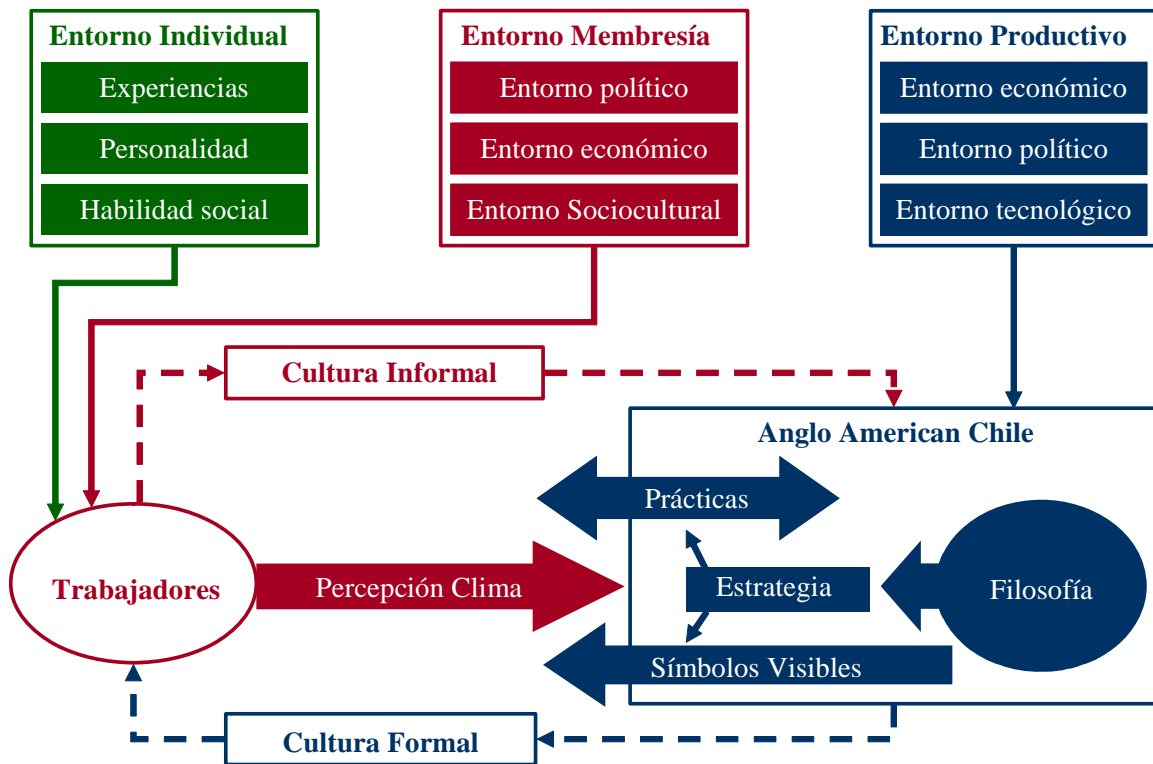 Entorno Individual
Experiencias
Personalidad
Habilidad social
Entorno Membresía
Entorno político
Entorno económico
Entorno Sociocultural
Entorno Productivo
Entorno económico
Entorno político
Entorno tecnológico
Cultura Informal
Anglo American Chile
Prácticas
Trabajadores
Percepción Clima
Estrategia
Filosofía
Símbolos Visibles
Cultura Formal